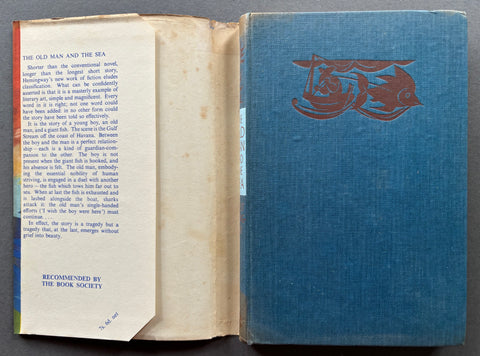 THE OLD MAN AND THE SEA
Shorter than the conventional novel,
longer than the longest short story,
Hemingway's new work of fiction eludes
classification. What can be confidently
asserted is that it is a masterly example of
literary art, simple and magnificent. Every
word in it is right; not one word could
have been added: in no other form could
the story have been told so effectively.
It is the story of a young boy, an old
man, and a giant fish. The scene is the Gulf
Stream off the coast of Havana. Between
the boy and the man is a perfect relation-
ship—each is a kind of guardian-com-
panion to the other. The boy is not
present when the giant fish is hooked, and
his absence is felt. The old man, embody-
ing the essential nobility of human
striving, is engaged in a duel with another
hero – the fish which tows him far out to
sea. When at last the fish is exhausted and
is lashed alongside the boat, sharks
attack it: the old man's single-handed
efforts ('I wish the boy were here') must
continue. . . .
In effect, the story is a tragedy but a
tragedy that, at the last, emerges without
grief into beauty.
RECOMMENDED BY
THE BOOK SOCIETY
7s. 6d. net